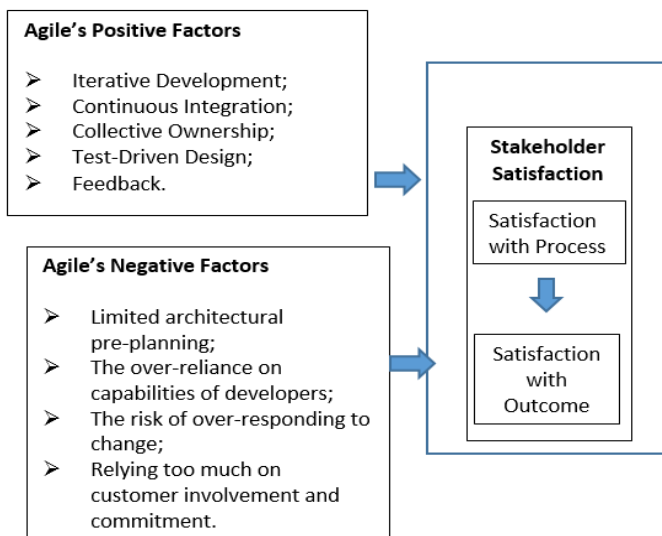 Agile's Positive Factors
➢ Iterative Development;
➢ Continuous Integration;
➢ Collective Ownership;
➢ Test-Driven Design;
➢ Feedback.
Agile's Negative Factors
➢ Limited architectural
pre-planning;
➢ The over-reliance on
capabilities of developers;
➢ The risk of over-responding to
change;
➢ Relying too much on
customer involvement and
commitment.
Stakeholder
Satisfaction
Satisfaction
with Process
Satisfaction
with
Outcome